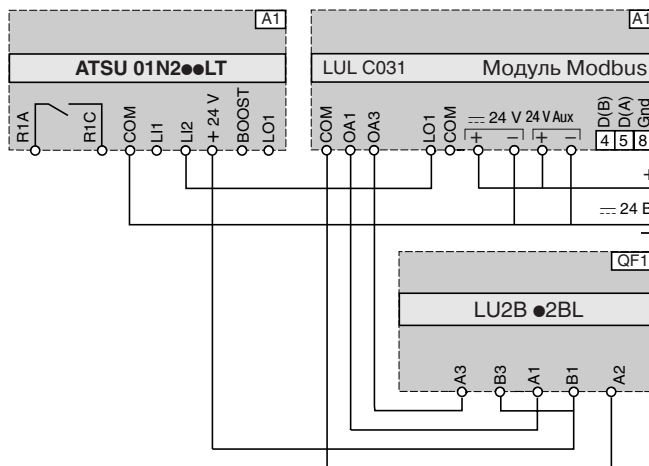 A1
A1
ATSU 01N2●●LT
LUL C031
Модуль Modbus
R1A
R1C
COM
LI1
LI2
+ 24 V
BOOST
LO1
COM
OA1
OA3
LO1
COM
24 V
24 V Aux
+
−
+
−
D(B)
D(A)
Gnd
4 5 8
+
24 В
−
QF1
LU2B ●2BL
A3
B3
A1
B1
A2